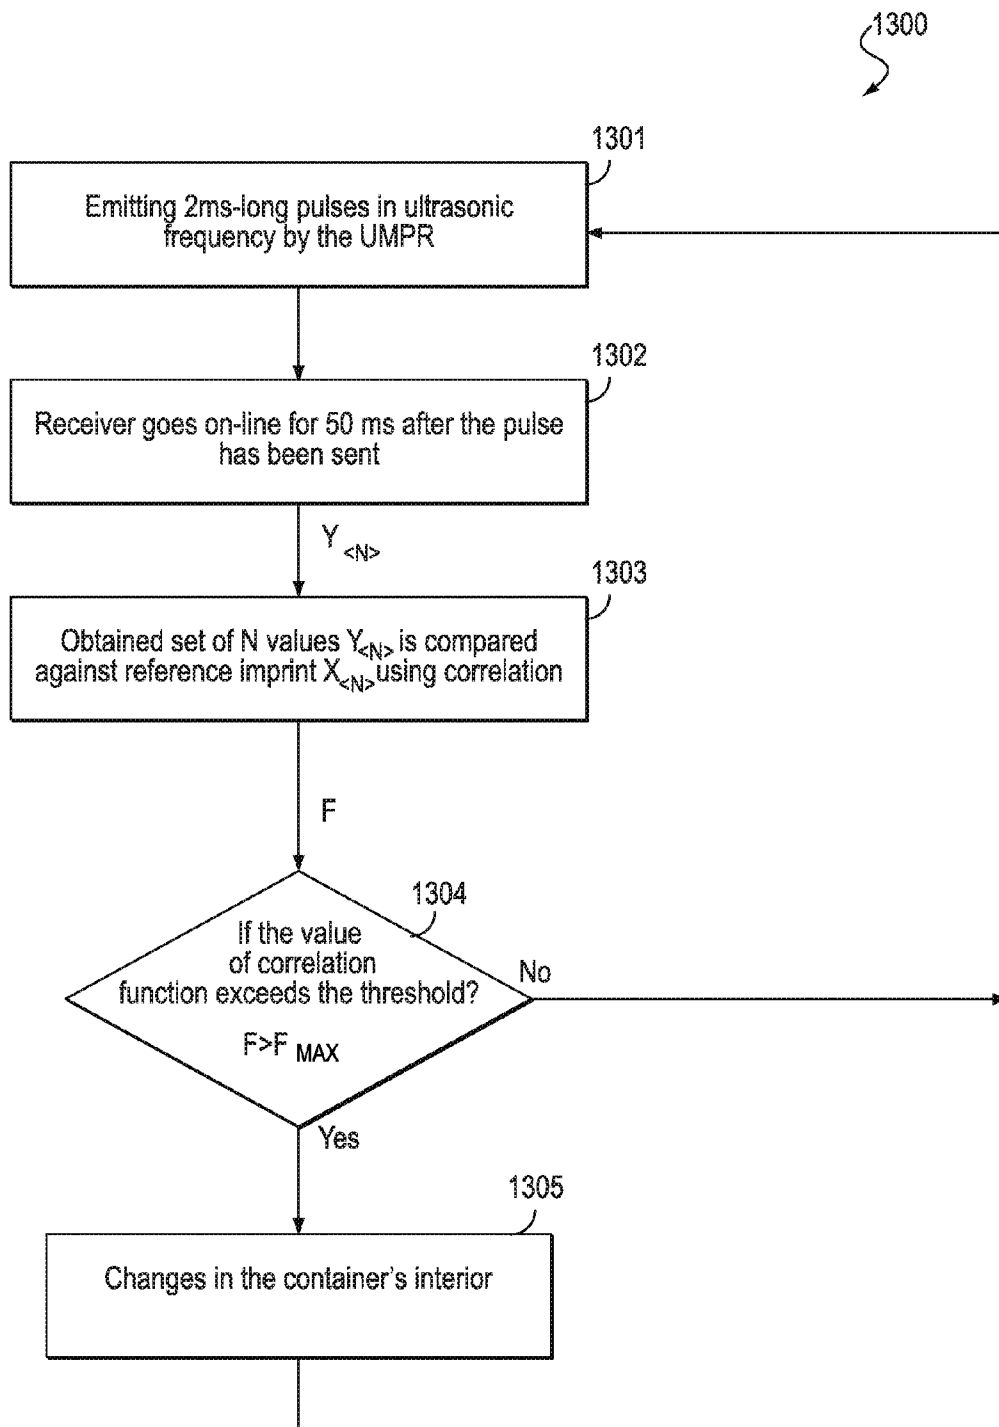 1300
1301
Emitting 2ms-long pulses in ultrasonic
frequency by the UMPR
1302
Receiver goes on-line for 50 ms after the pulse
has been sent
Y <N>
1303
Obtained set of N values Y<N> is compared
against reference imprint X<N> using correlation
F
1304
If the value
of correlation
function exceeds the threshold?
F>F MAX
No
Yes
1305
Changes in the container's interior